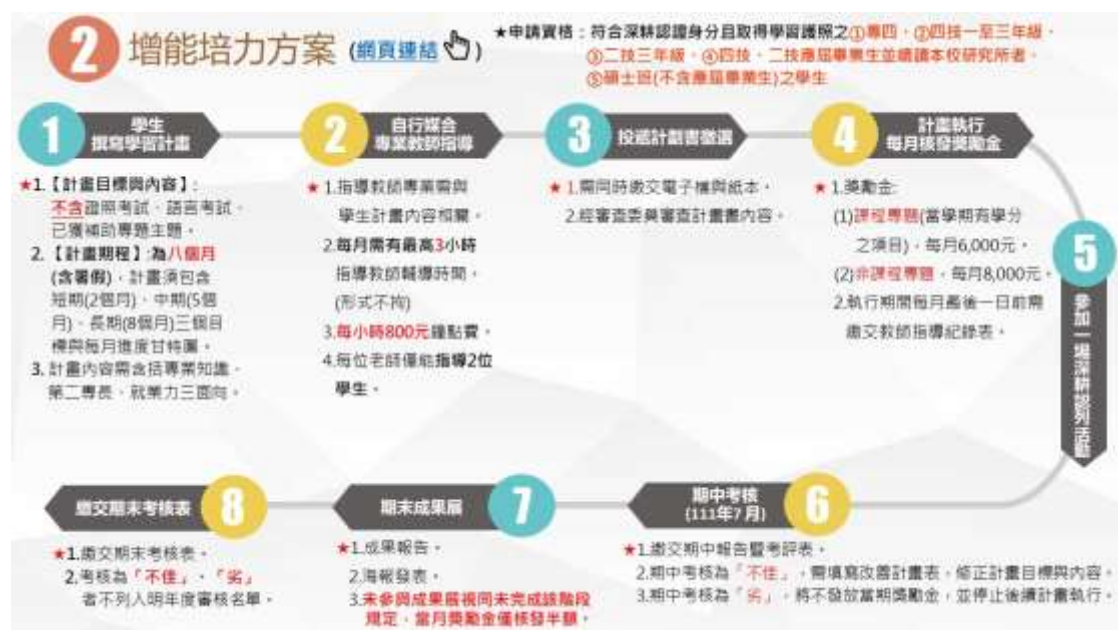 2 增能培力方案 (網頁連結)
★申請資格：符合深耕認證身分且取得學習護照之①專四、②四技一至三年級、
③二技三年級、④四技、二技應屆畢業生並續讀本校研究所者、
⑤碩士班(不含應屆畢業生)之學生
1 學生
撰寫學習計畫
★1.【計畫目標與內容】:
不含證照考試、語言考試、
已獲補助專題主題。
2.【計畫期程】:為八個月
(含暑假)，計畫須包含
短期(2個月)、中期(5個
月)、長期(8個月)三個目
標與每月進度甘特圖。
3.計畫內容需含括專業知識、
第二專長、就業力三面向。
2 自行媒合
專業教師指導
★1.指導教師專業需與
學生計畫內容相關。
2.每月需有最高3小時
指導教師輔導時間。
(形式不拘)
3.每小時800元鐘點費。
4.每位老師僅能指導2位
學生。
3 投遞計劃書徵選
★1.需同時繳交電子檔與紙本。
2.經審查委員審查計畫書內容。
4 計畫執行
每月核發獎勵金
★1.獎勵金:
(1)課程專題(當學期有學分
之項目)，每月6,000元。
(2)非課程專題，每月8,000元。
2.執行期間每月最後一日前需
繳交教師指導紀錄表。
5 參加一場深耕認列活動
期中考核
(111年7月) 6
★1.繳交期中報告暨考評表。
2.期中考核為「不佳」，需填寫改善計畫表，修正計畫目標與內容。
3.期中考核為「劣」，將不發放當期獎勵金，並停止後續計畫執行。
期末成果展 7
★1.成果報告。
2.海報發表。
3.未參與成果展視同未完成該階段
規定，當月獎勵金僅核發半額。
繳交期末考核表 8
★1.繳交期末考核表。
2.考核為「不佳」、「劣」
者不列入明年度審核名單。